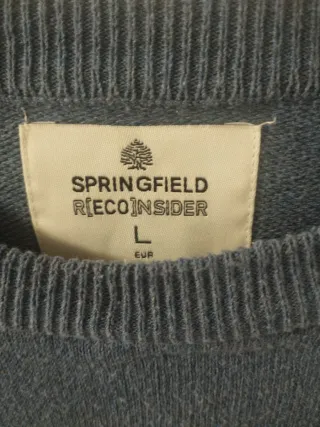 SPRINGFIELD
R[ECO]NSIDER
L
EUR